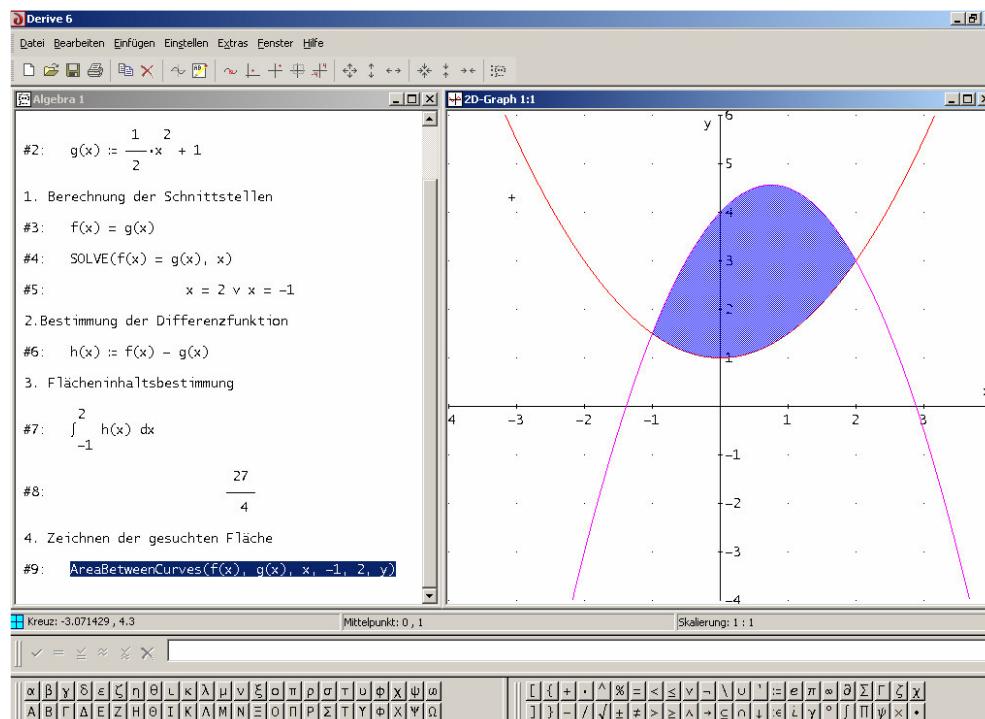 Derive 6
Datei Bearbeiten Einfügen Einstellen Extras Fenster Hilfe
Algebra 1
#2: g(x) := 1/2·x^2 + 1
1. Berechnung der Schnittstellen
#3: f(x) = g(x)
#4: SOLVE(f(x) = g(x), x)
#5: x = 2 ∨ x = -1
2.Bestimmung der Differenzfunktion
#6: h(x) := f(x) - g(x)
3. Flächeninhaltsbestimmung
#7: ∫_{-1}^{2} h(x) dx
#8: 27/4
4. Zeichnen der gesuchten Fläche
#9: AreaBetweenCurves(f(x), g(x), x, -1, 2, y)
2D-Graph 1:1
y
6
5
4
3
2
1
4 -3 -2 -1 1 2 3
-1
-2
-3
-4
Kreuz: -3.071429 , 4.3 Mittelpunkt: 0 , 1 Skalierung: 1 : 1
α β γ δ ε ζ η θ ι κ λ μ ν ξ ο π ρ σ τ υ φ χ ψ ω [ { + · ^ % = < ≤ ∨ ¬ \ ∪ ' := e π ∞ ∂ Σ Γ ζ χ
Α Β Γ Δ Ε Ζ Η Θ Ι Κ Λ Μ Ν Ξ Ο Π Ρ Σ Τ Υ Φ Χ Ψ Ω ] } - / √ ± ≠ > ≥ ∧ → ⊂ ∩ ↓ :∈ i γ ° ∫ Π ψ × •